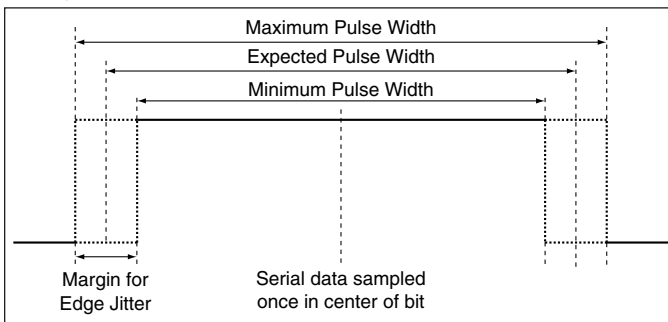 Maximum Pulse Width
Expected Pulse Width
Minimum Pulse Width
Margin for
Edge Jitter
Serial data sampled
once in center of bit